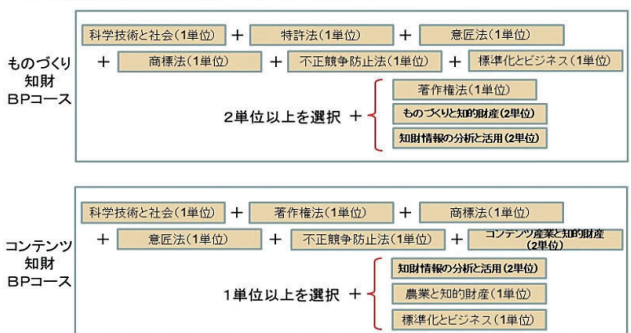 ものづくり
知財
BPコース
科学技術と社会(1単位) + 特許法(1単位) + 意匠法(1単位)
+ 商標法(1単位) + 不正競争防止法(1単位) + 標準化とビジネス(1単位)
2単位以上を選択 +
著作権法(1単位)
ものづくりと知的財産(2単位)
知財情報の分析と活用(2単位)
コンテンツ
知財
BPコース
科学技術と社会(1単位) + 著作権法(1単位) + 商標法(1単位)
+ 意匠法(1単位) + 不正競争防止法(1単位) + コンテンツ産業と知的財産
(2単位)
1単位以上を選択 +
知財情報の分析と活用(2単位)
農業と知的財産(1単位)
標準化とビジネス(1単位)